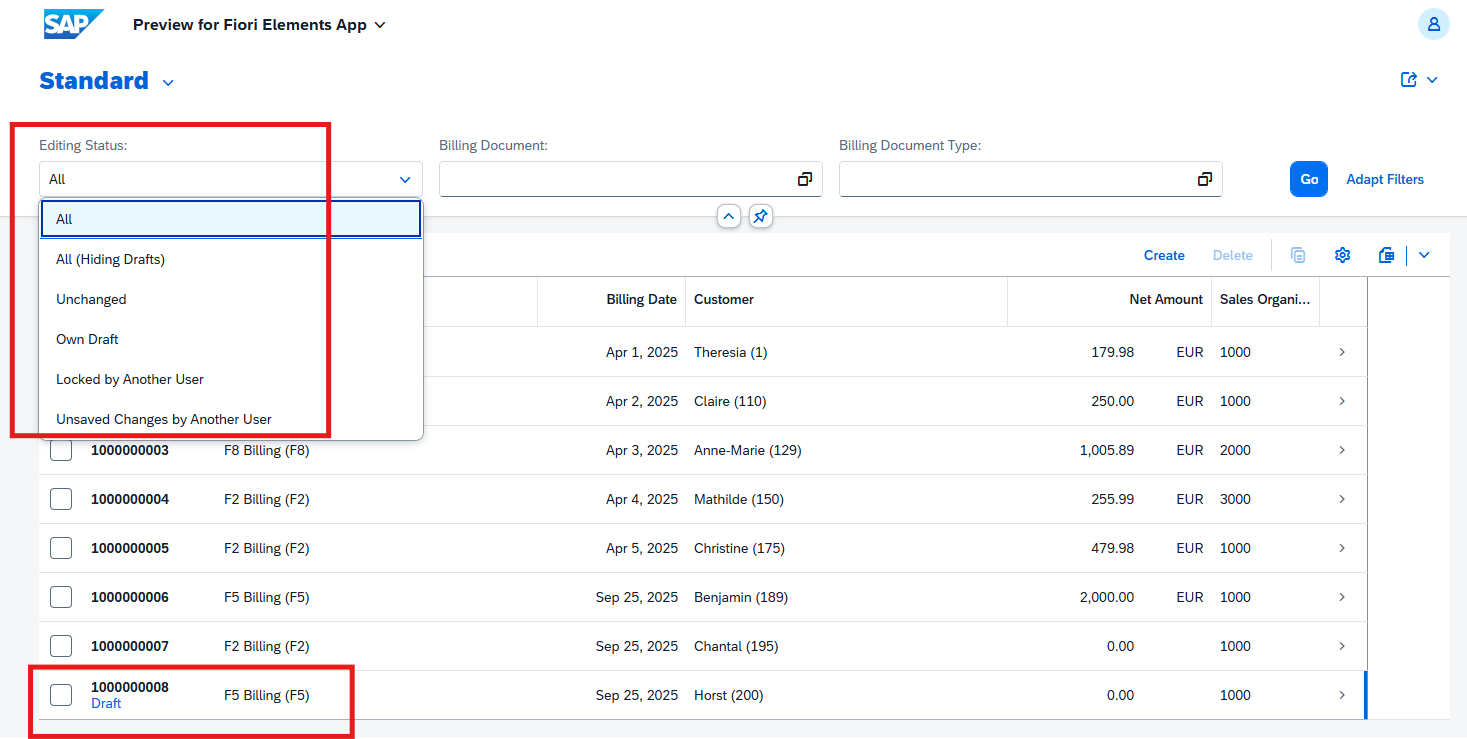 SAP Preview for Fiori Elements App
Standard
Editing Status: Billing Document: Billing Document Type:
All Go Adapt Filters
All
All (Hiding Drafts)
Unchanged
Own Draft
Locked by Another User
Unsaved Changes by Another User
Create Delete
Billing Date Customer Net Amount Sales Organi...
Apr 1, 2025 Theresia (1) 179.98 EUR 1000
Apr 2, 2025 Claire (110) 250.00 EUR 1000
1000000003 F8 Billing (F8) Apr 3, 2025 Anne-Marie (129) 1,005.89 EUR 2000
1000000004 F2 Billing (F2) Apr 4, 2025 Mathilde (150) 255.99 EUR 3000
1000000005 F2 Billing (F2) Apr 5, 2025 Christine (175) 479.98 EUR 1000
1000000006 F5 Billing (F5) Sep 25, 2025 Benjamin (189) 2,000.00 EUR 1000
1000000007 F2 Billing (F2) Sep 25, 2025 Chantal (195) 0.00 1000
1000000008 F5 Billing (F5) Sep 25, 2025 Horst (200) 0.00 1000
Draft